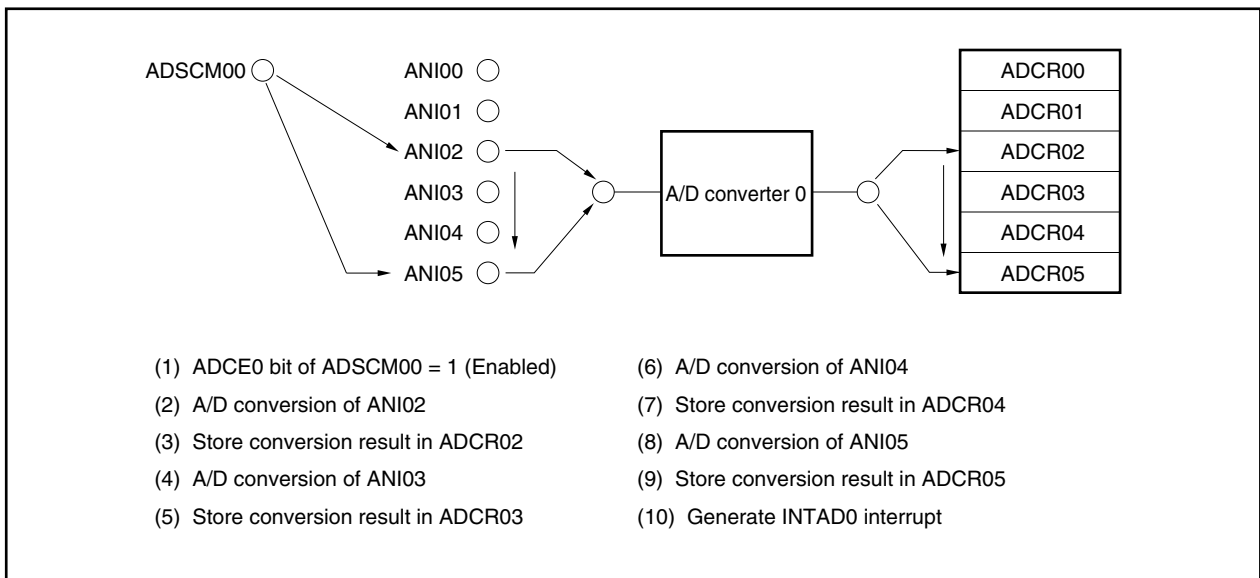 ADSCM00
ANI00
ANI01
ANI02
ANI03
ANI04
ANI05
A/D converter 0
ADCR00
ADCR01
ADCR02
ADCR03
ADCR04
ADCR05
(1) ADCE0 bit of ADSCM00 = 1 (Enabled)
(2) A/D conversion of ANI02
(3) Store conversion result in ADCR02
(4) A/D conversion of ANI03
(5) Store conversion result in ADCR03
(6) A/D conversion of ANI04
(7) Store conversion result in ADCR04
(8) A/D conversion of ANI05
(9) Store conversion result in ADCR05
(10) Generate INTAD0 interrupt